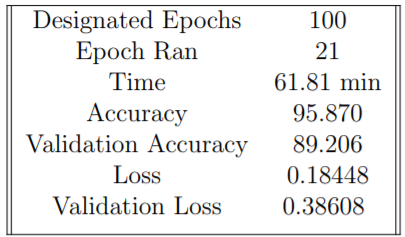 Designated Epochs 100
Epoch Ran 21
Time 61.81 min
Accuracy 95.870
Validation Accuracy 89.206
Loss 0.18448
Validation Loss 0.38608